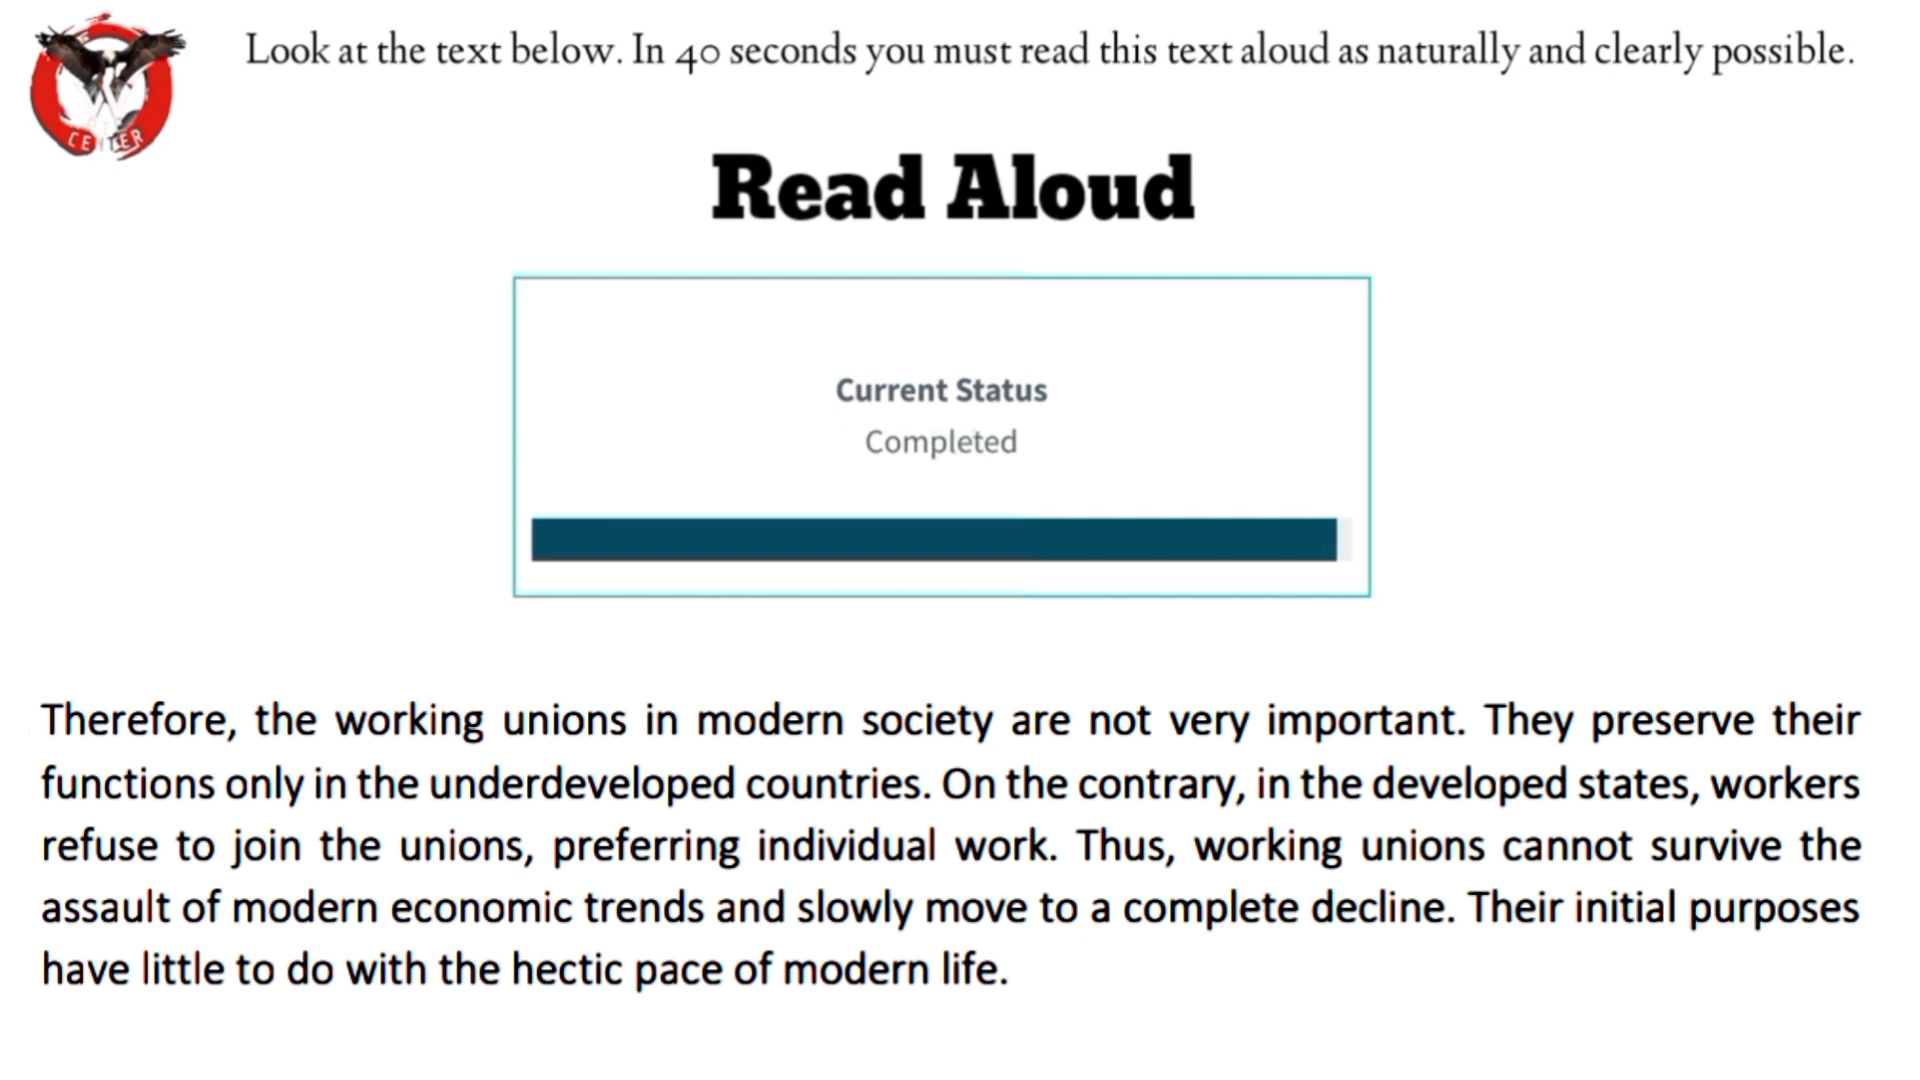 CENTER
Look at the text below. In 40 seconds you must read this text aloud as naturally and clearly possible.
Read Aloud
Current Status
Completed
Therefore, the working unions in modern society are not very important. They preserve their
functions only in the underdeveloped countries. On the contrary, in the developed states, workers
refuse to join the unions, preferring individual work. Thus, working unions cannot survive the
assault of modern economic trends and slowly move to a complete decline. Their initial purposes
have little to do with the hectic pace of modern life.